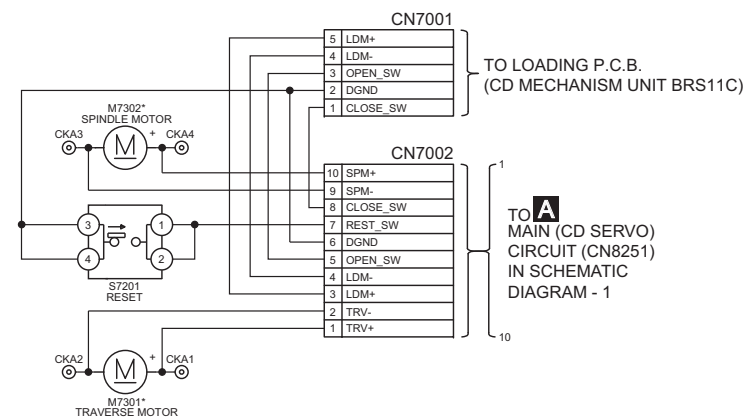 CN7001
5 LDM+
4 LDM-
3 OPEN_SW
2 DGND
1 CLOSE_SW
TO LOADING P.C.B.
(CD MECHANISM UNIT BRS11C)
M7302*
SPINDLE MOTOR
CKA3
M
+
CKA4
CN7002
10 SPM+
9 SPM-
8 CLOSE_SW
7 REST_SW
6 DGND
5 OPEN_SW
4 LDM-
3 LDM+
2 TRV-
1 TRV+
1
10
TO A
MAIN (CD SERVO)
CIRCUIT (CN8251)
IN SCHEMATIC
DIAGRAM - 1
3
1
4
2
S7201
RESET
CKA2
M
+
CKA1
M7301*
TRAVERSE MOTOR